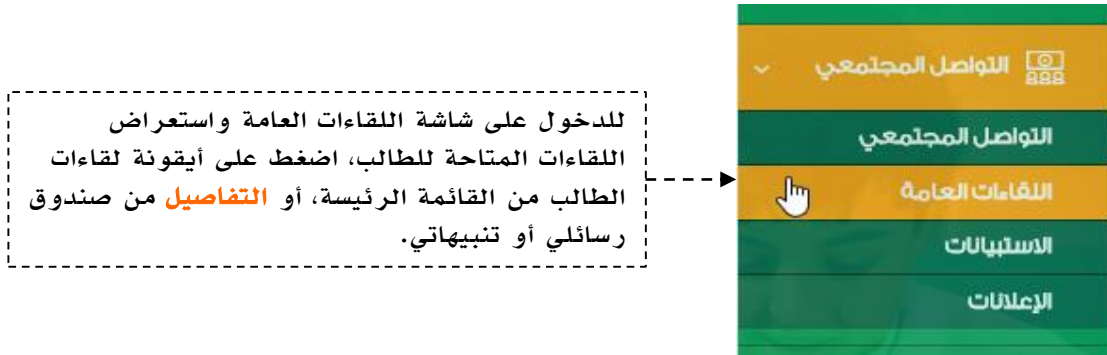 للدخول على شاشة اللقاءات العامة واستعراض
اللقاءات المتاحة للطالب، اضغط على أيقونة لقاءات
الطالب من القائمة الرئيسة، أو التفاصيل من صندوق
رسائلي أو تنبيهاتي.
التواصل المجتمعي
التواصل المجتمعي
اللقاءات العامة
الاستبيانات
الإعلانات